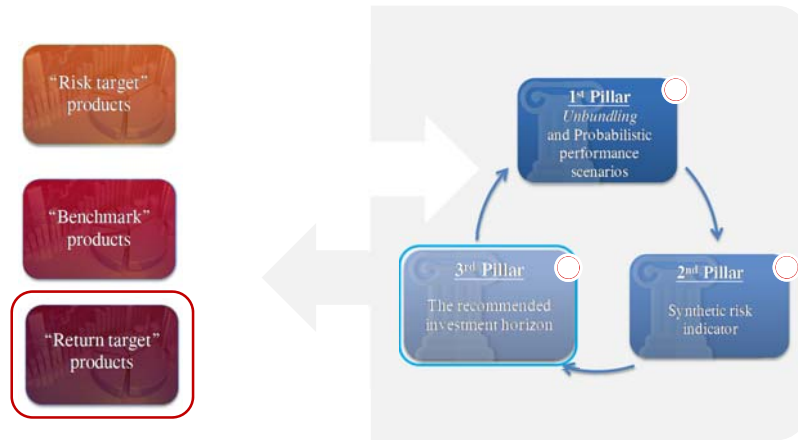 “Risk target”
products
“Benchmark”
products
“Return target”
products
1st Pillar
Unbundling
and Probabilistic
performance
scenarios
3rd Pillar
The recommended
investment horizon
2nd Pillar
Synthetic risk
indicator